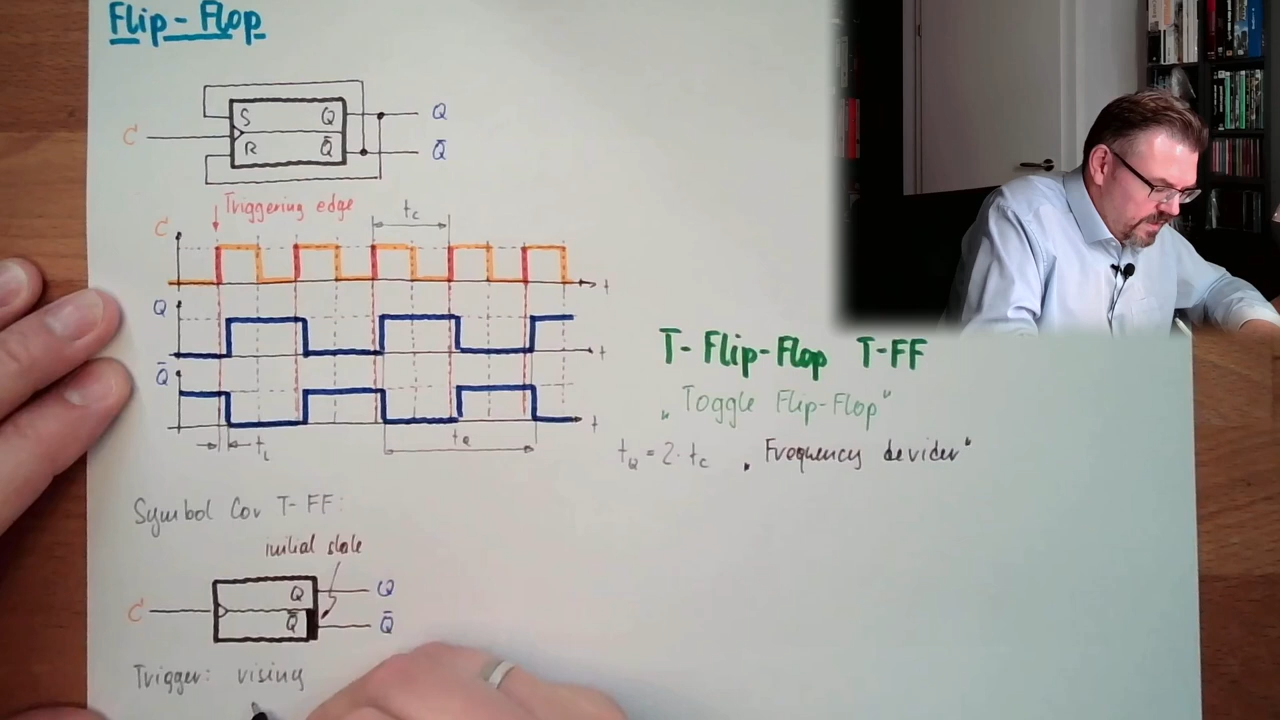 Flip-Flop
S Q Q
C
R Q̄ Q̄
Triggering edge
C t_c
t
Q
t
Q̄
t
t_L t_Q
T-Flip-Flop T-FF
„Toggle Flip-Flop"
t_Q = 2·t_c „Frequency devider"
Symbol for T-FF:
initial state
Q Q
C
Q̄ Q̄
Trigger: rising